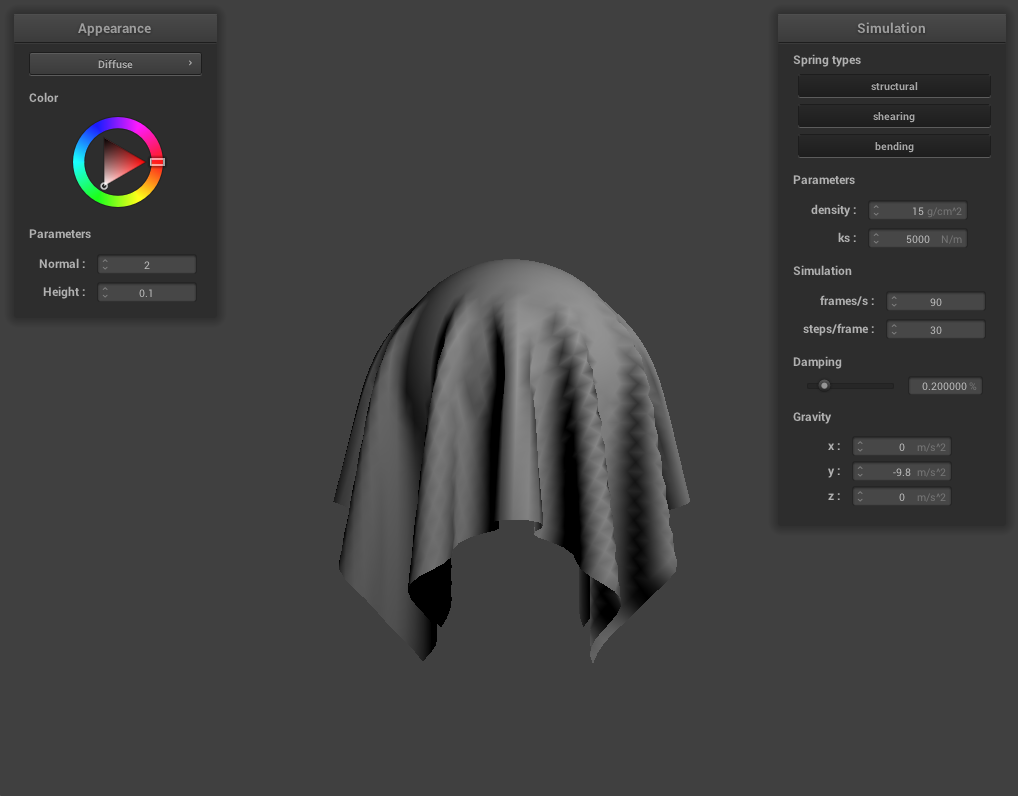 Appearance
Diffuse ›
Color
Parameters
Normal : 2
Height : 0.1
Simulation
Spring types
structural
shearing
bending
Parameters
density : 15 g/cm^2
ks : 5000 N/m
Simulation
frames/s : 90
steps/frame : 30
Damping
0.200000 %
Gravity
x : 0 m/s^2
y : -9.8 m/s^2
z : 0 m/s^2